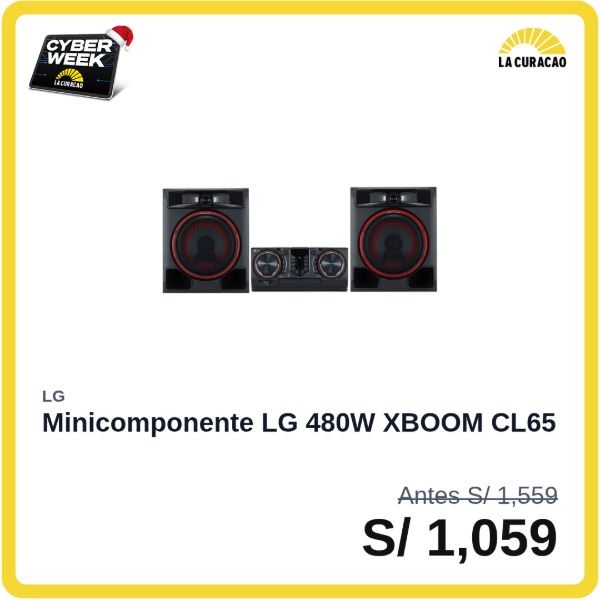 CYBER
WEEK
LA CURACAO
LA CURACAO
LG
Minicomponente LG 480W XBOOM CL65
Antes S/ 1,559
S/ 1,059